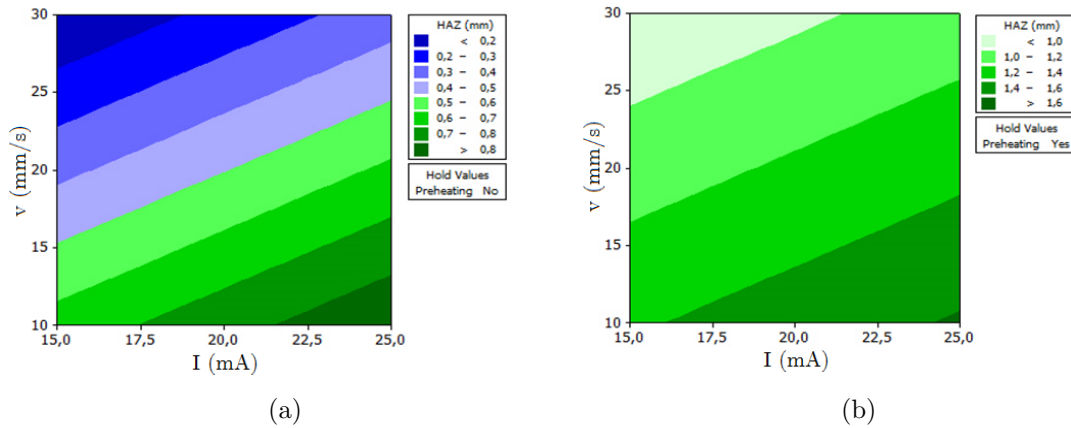 30
25
20
15
10
v (mm/s)
15,0 17,5 20,0 22,5 25,0
I (mA)
HAZ (mm)
< 0,2
0,2 – 0,3
0,3 – 0,4
0,4 – 0,5
0,5 – 0,6
0,6 – 0,7
0,7 – 0,8
> 0,8
Hold Values
Preheating No
(a)
30
25
20
15
10
v (mm/s)
15,0 17,5 20,0 22,5 25,0
I (mA)
HAZ (mm)
< 1,0
1,0 – 1,2
1,2 – 1,4
1,4 – 1,6
> 1,6
Hold Values
Preheating Yes
(b)